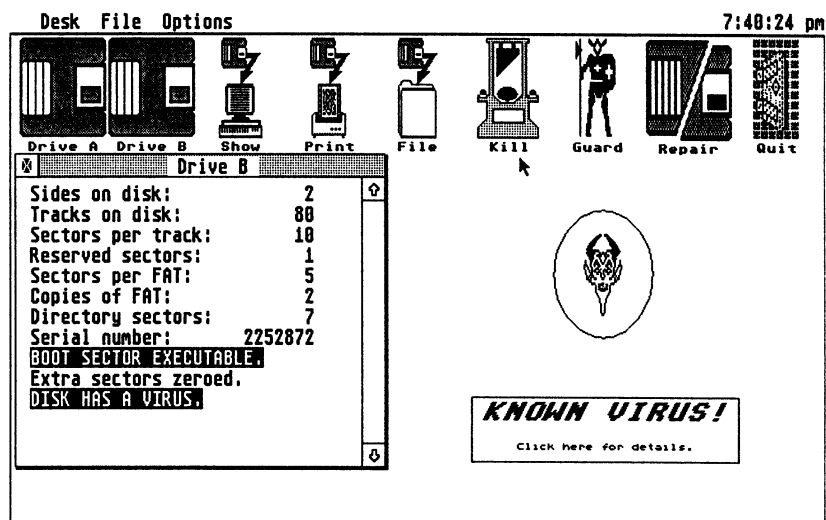 Desk File Options 7:40:24 pm
Drive A Drive B Show Print File Kill Guard Repair Quit
Drive B
Sides on disk: 2
Tracks on disk: 80
Sectors per track: 10
Reserved sectors: 1
Sectors per FAT: 5
Copies of FAT: 2
Directory sectors: 7
Serial number: 2252872
BOOT SECTOR EXECUTABLE.
Extra sectors zeroed.
DISK HAS A VIRUS.
KNOWN VIRUS!
Click here for details.